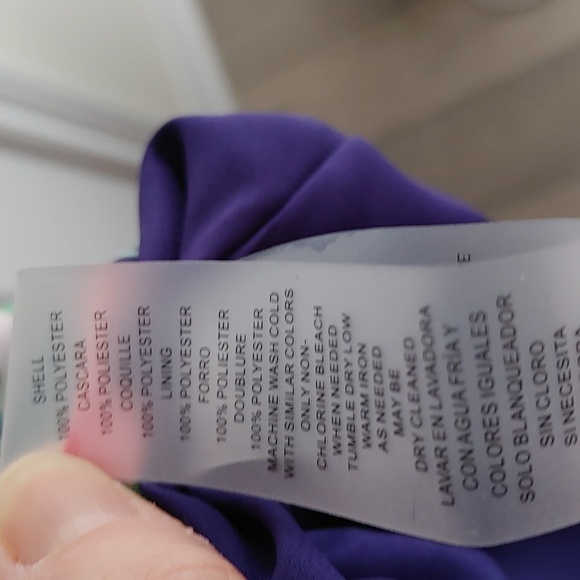 SHELL
100% POLYESTER
CASCARA
100% POLIESTER
COQUILLE
100% POLYESTER
LINING
100% POLYESTER
FORRO
100% POLIESTER
DOUBLURE
100% POLYESTER
MACHINE WASH COLD
WITH SIMILAR COLORS
ONLY NON-
CHLORINE BLEACH
WHEN NEEDED
TUMBLE DRY LOW
WARM IRON
AS NEEDED
MAY BE
DRY CLEANED
LAVAR EN LAVADORA
CON AGUA FRÍA Y
COLORES IGUALES
SOLO BLANQUEADOR
SIN CLORO
SI NECESITA